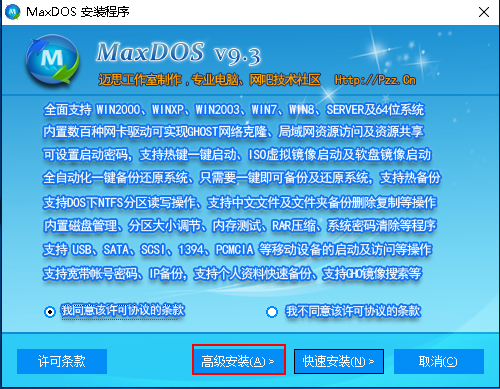 MaxDOS 安装程序
MaxDOS v9.3
迈思工作室制作，专业电脑、网吧技术社区 Http://Pzz.Cn
全面支持 WIN2000、WINXP、WIN2003、WIN7、WIN8、SERVER及64位系统
内置数百种网卡驱动可实现GHOST网络克隆、局域网资源访问及资源共享
可设置启动密码，支持热键一键启动、ISO虚拟镜像启动及软盘镜像启动
全自动化一键备份还原系统、只需要一键即可备份及还原系统，支持热备份
支持DOS下NTFS分区读写操作、支持中文文件及文件夹备份删除复制等操作
内置磁盘管理、分区大小调节、内存测试、RAR压缩、系统密码清除等程序
支持 USB、SATA、SCSI、1394、PCMCIA 等移动设备的启动及访问等操作
支持宽带帐号密码、IP备份，支持个人资料快速备份、支持GHO镜像搜索等
我同意该许可协议的条款 我不同意该许可协议的条款
许可条款 高级安装(A) > 快速安装(N) > 取消(C)